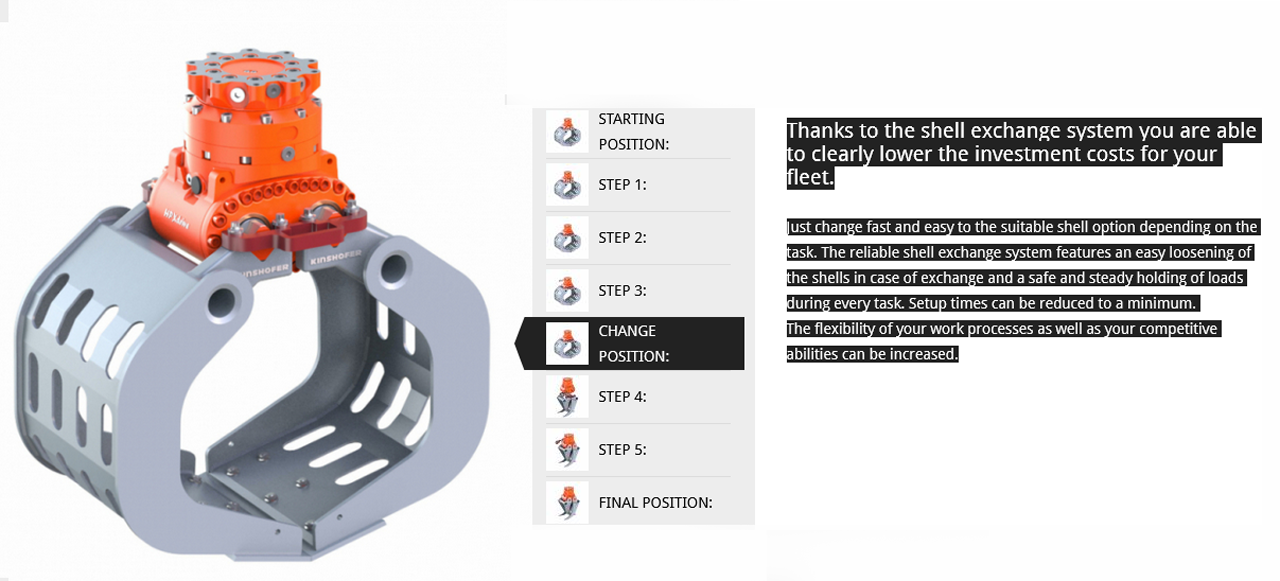 HPXdrive
KINSHOFER
KINSHOFER
STARTING
POSITION:
STEP 1:
STEP 2:
STEP 3:
CHANGE
POSITION:
STEP 4:
STEP 5:
FINAL POSITION:
Thanks to the shell exchange system you are able
to clearly lower the investment costs for your
fleet.
Just change fast and easy to the suitable shell option depending on the
task. The reliable shell exchange system features an easy loosening of
the shells in case of exchange and a safe and steady holding of loads
during every task. Setup times can be reduced to a minimum.
The flexibility of your work processes as well as your competitive
abilities can be increased.